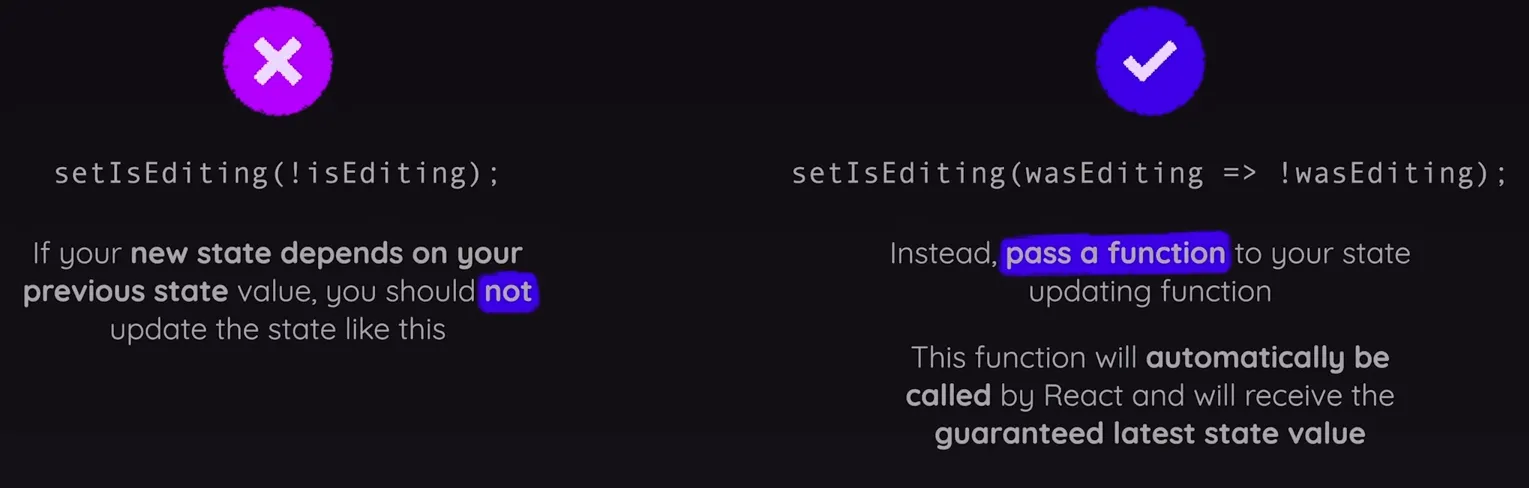 setIsEditing(!isEditing);
If your new state depends on your
previous state value, you should not
update the state like this
setIsEditing(wasEditing => !wasEditing);
Instead, pass a function to your state
updating function
This function will automatically be
called by React and will receive the
guaranteed latest state value